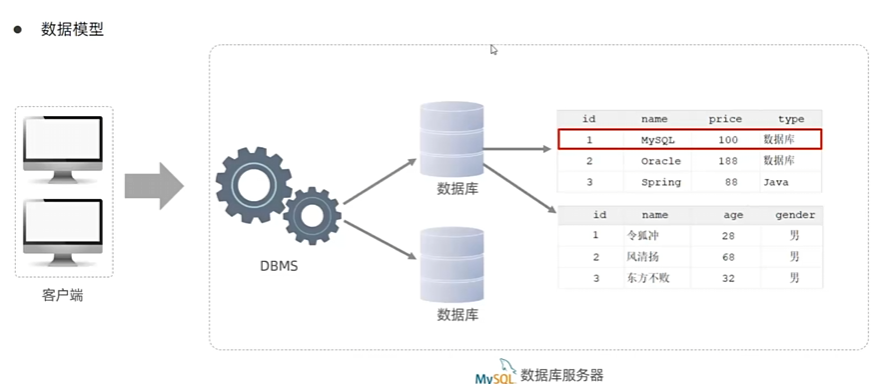 ● 数据模型
客户端
DBMS
数据库
数据库
id name price type
1 MySQL 100 数据库
2 Oracle 188 数据库
3 Spring 88 Java
id name age gender
1 令狐冲 28 男
2 风清扬 68 男
3 东方不败 32 男
MySQL 数据库服务器